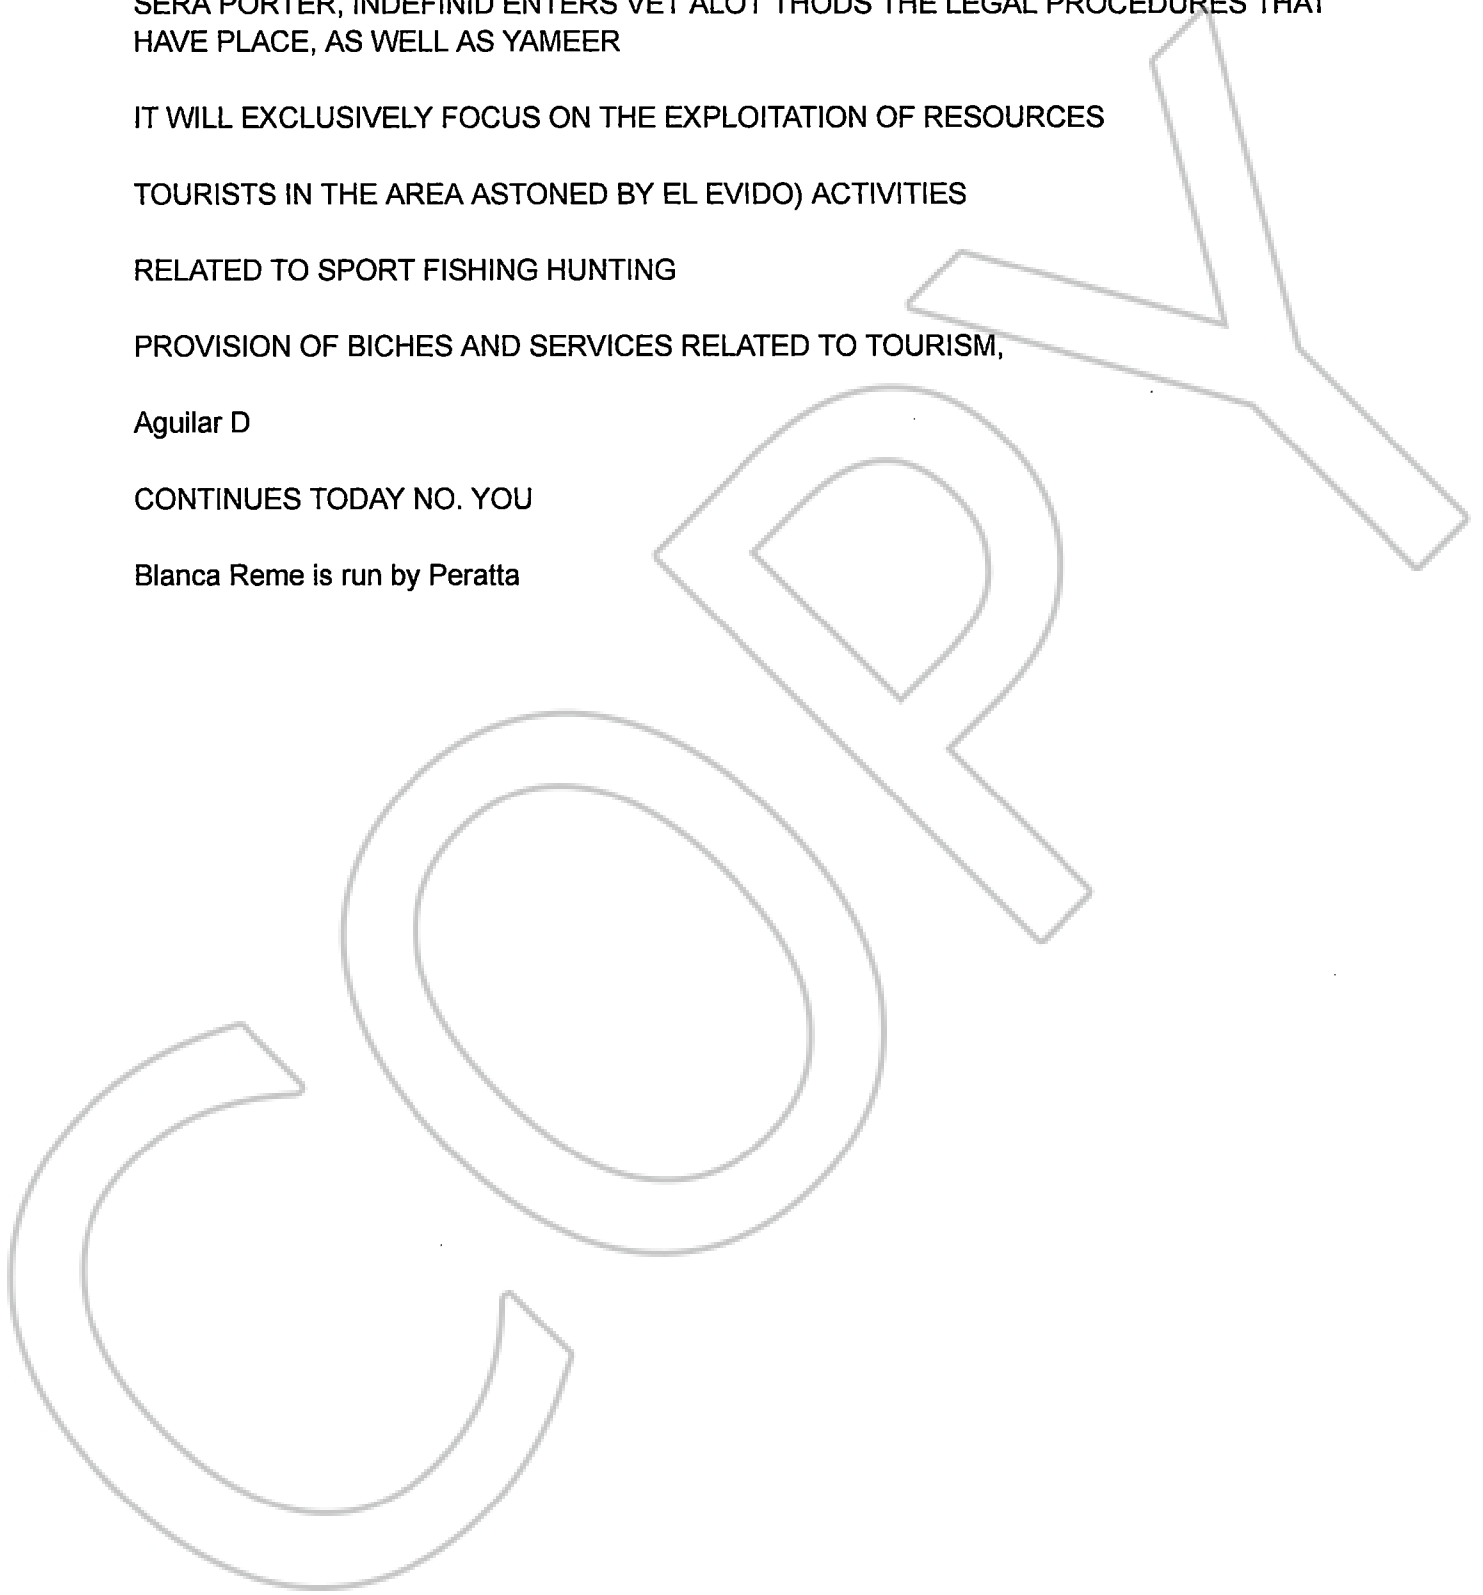 SERA PORTER, INDEFINID ENTERS VET ALOT THODS THE LEGAL PROCEDURES THAT
HAVE PLACE, AS WELL AS YAMEER
IT WILL EXCLUSIVELY FOCUS ON THE EXPLOITATION OF RESOURCES
TOURISTS IN THE AREA ASTONED BY EL EVIDO) ACTIVITIES
RELATED TO SPORT FISHING HUNTING
PROVISION OF BICHES AND SERVICES RELATED TO TOURISM,
Aguilar D
CONTINUES TODAY NO. YOU
Blanca Reme is run by Peratta
COPY